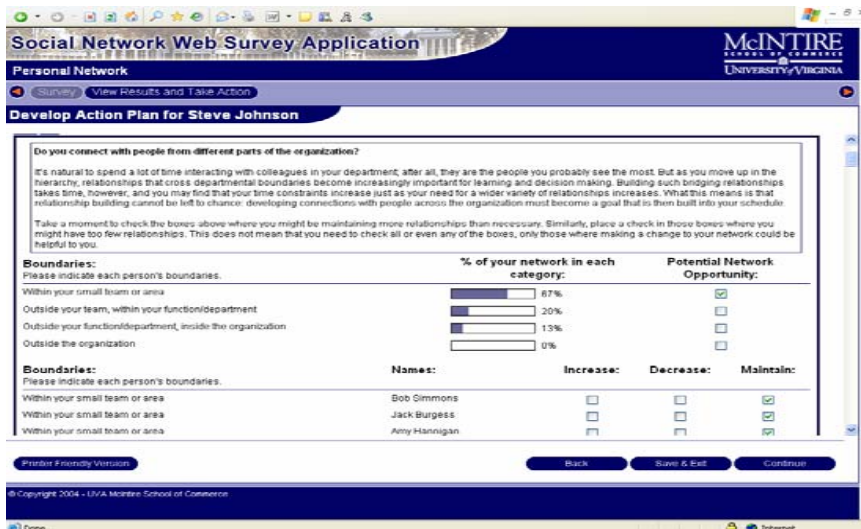 Social Network Web Survey Application
McINTIRE
SCHOOL OF COMMERCE
UNIVERSITY of VIRGINIA
Personal Network
Survey View Results and Take Action
Develop Action Plan for Steve Johnson
Do you connect with people from different parts of the organization?
It's natural to spend a lot of time interacting with colleagues in your department; after all, they are the people you probably see the most. But as you move up in the
hierarchy, relationships that cross departmental boundaries become increasingly important for learning and decision making. Building such bridging relationships
takes time, however, and you may find that your time constraints increase just as your need for a wider variety of relationships increases. What this means is that
relationship building cannot be left to chance: developing connections with people across the organization must become a goal that is then built into your schedule.
Take a moment to check the boxes above where you might be maintaining more relationships than necessary. Similarly, place a check in those boxes where you
might have too few relationships. This does not mean that you need to check all or even any of the boxes, only those where making a change to your network could be
helpful to you.
Boundaries: % of your network in each category: Potential Network Opportunity:
Please indicate each person's boundaries.
Within your small team or area 67%
Outside your team, within your function/department 20%
Outside your function/department, inside the organization 13%
Outside the organization 0%
Boundaries: Names: Increase: Decrease: Maintain:
Please indicate each person's boundaries.
Within your small team or area Bob Simmons
Within your small team or area Jack Burgess
Within your small team or area Amy Hannigan
Printer Friendly Version Back Save & Exit Continue
© Copyright 2004 - UVA McIntire School of Commerce
Done Internet